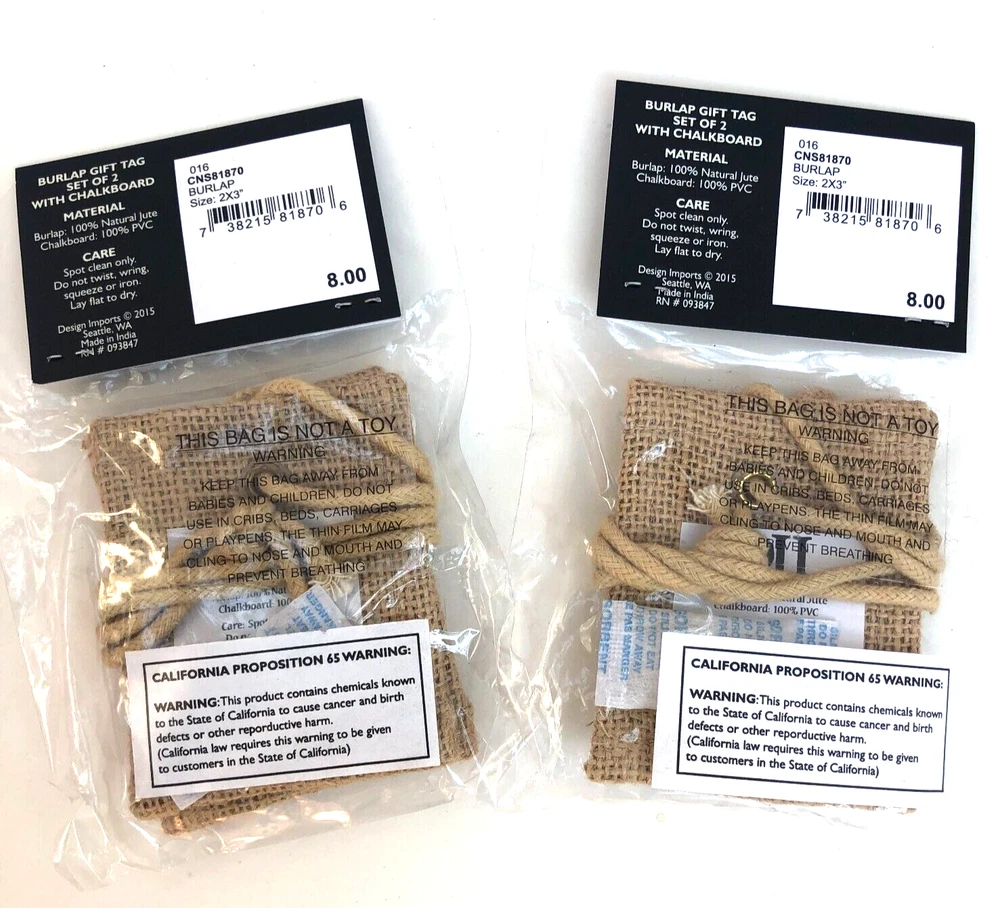 BURLAP GIFT TAG
SET OF 2
WITH CHALKBOARD
MATERIAL
Burlap: 100% Natural Jute
Chalkboard: 100% PVC
CARE
Spot clean only.
Do not twist, wring,
squeeze or iron.
Lay flat to dry.
Design Imports © 2015
Seattle, WA
Made in India
RN # 093847
016
CNS81870
BURLAP
Size: 2X3"
7 38215 81870 6
8.00
THIS BAG IS NOT A TOY
WARNING
KEEP THIS BAG AWAY FROM
BABIES AND CHILDREN. DO NOT
USE IN CRIBS, BEDS, CARRIAGES
OR PLAYPENS. THE THIN FILM MAY
CLING TO NOSE AND MOUTH AND
PREVENT BREATHING
Chalkboard: 100
Care: Spo
CALIFORNIA PROPOSITION 65 WARNING:
WARNING:This product contains chemicals known
to the State of California to cause cancer and birth
defects or other reporductive harm.
(California law requires this warning to be given
to customers in the State of California)
BURLAP GIFT TAG
SET OF 2
WITH CHALKBOARD
MATERIAL
Burlap: 100% Natural Jute
Chalkboard: 100% PVC
CARE
Spot clean only.
Do not twist, wring,
squeeze or iron.
Lay flat to dry.
Design Imports © 2015
Seattle, WA
Made in India
RN # 093847
016
CNS81870
BURLAP
Size: 2X3"
7 38215 81870 6
8.00
THIS BAG IS NOT A TOY
WARNING
KEEP THIS BAG AWAY FROM
BABIES AND CHILDREN. DO NOT
USE IN CRIBS, BEDS, CARRIAGES
OR PLAYPENS. THE THIN FILM MAY
CLING TO NOSE AND MOUTH AND
PREVENT BREATHING
Chalkboard: 100% PVC
DO NOT EAT
THROW AWAY
CALIFORNIA PROPOSITION 65 WARNING:
WARNING:This product contains chemicals known
to the State of California to cause cancer and birth
defects or other reporductive harm.
(California law requires this warning to be given
to customers in the State of California)